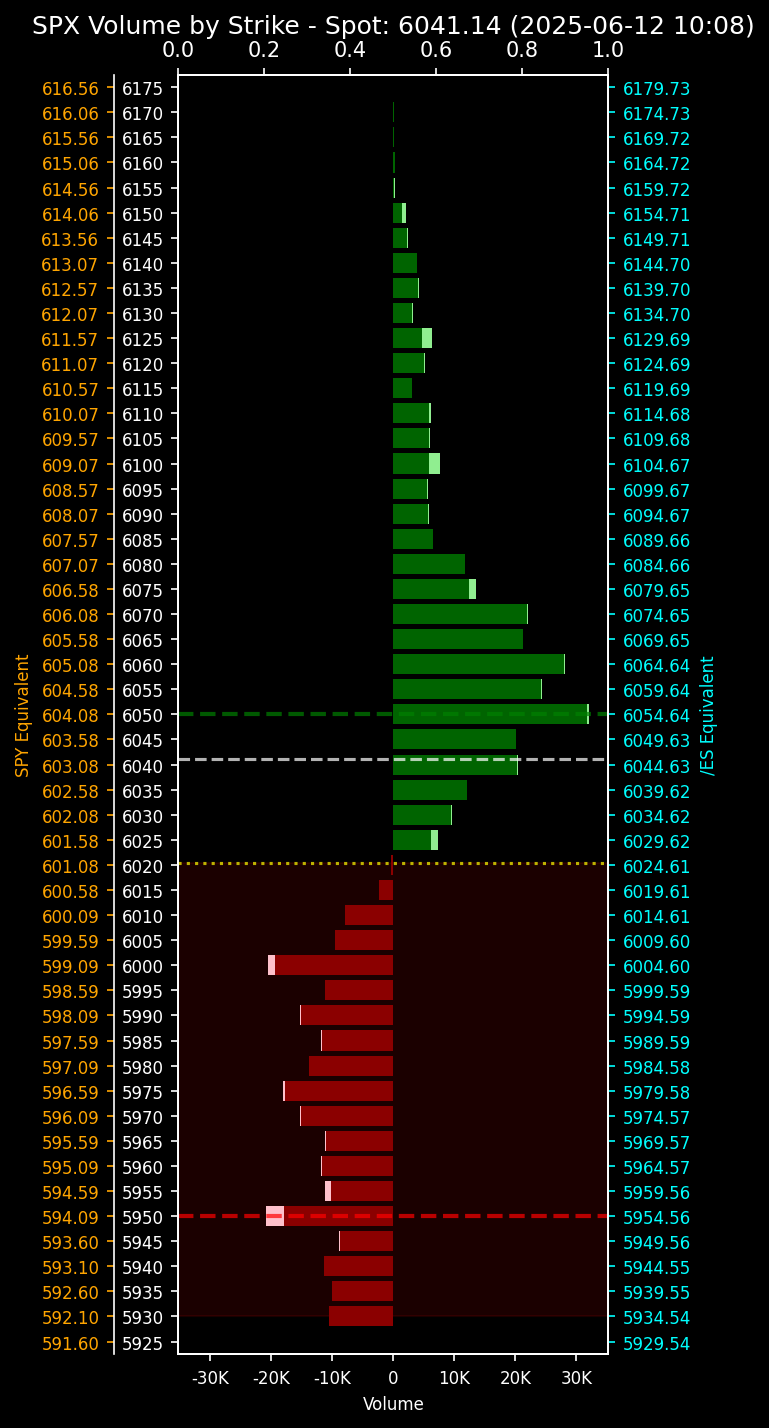 SPX Volume by Strike - Spot: 6041.14 (2025-06-12 10:08)
0.0 0.2 0.4 0.6 0.8 1.0
616.56 6175 6179.73
616.06 6170 6174.73
615.56 6165 6169.72
615.06 6160 6164.72
614.56 6155 6159.72
614.06 6150 6154.71
613.56 6145 6149.71
613.07 6140 6144.70
612.57 6135 6139.70
612.07 6130 6134.70
611.57 6125 6129.69
611.07 6120 6124.69
610.57 6115 6119.69
610.07 6110 6114.68
609.57 6105 6109.68
609.07 6100 6104.67
608.57 6095 6099.67
608.07 6090 6094.67
607.57 6085 6089.66
607.07 6080 6084.66
606.58 6075 6079.65
606.08 6070 6074.65
605.58 6065 6069.65
605.08 6060 6064.64
604.58 6055 6059.64
604.08 6050 6054.64
603.58 6045 6049.63
603.08 6040 6044.63
602.58 6035 6039.62
602.08 6030 6034.62
601.58 6025 6029.62
601.08 6020 6024.61
600.58 6015 6019.61
600.09 6010 6014.61
599.59 6005 6009.60
599.09 6000 6004.60
598.59 5995 5999.59
598.09 5990 5994.59
597.59 5985 5989.59
597.09 5980 5984.58
596.59 5975 5979.58
596.09 5970 5974.57
595.59 5965 5969.57
595.09 5960 5964.57
594.59 5955 5959.56
594.09 5950 5954.56
593.60 5945 5949.56
593.10 5940 5944.55
592.60 5935 5939.55
592.10 5930 5934.54
591.60 5925 5929.54
SPY Equivalent
/ES Equivalent
-30K -20K -10K 0 10K 20K 30K
Volume